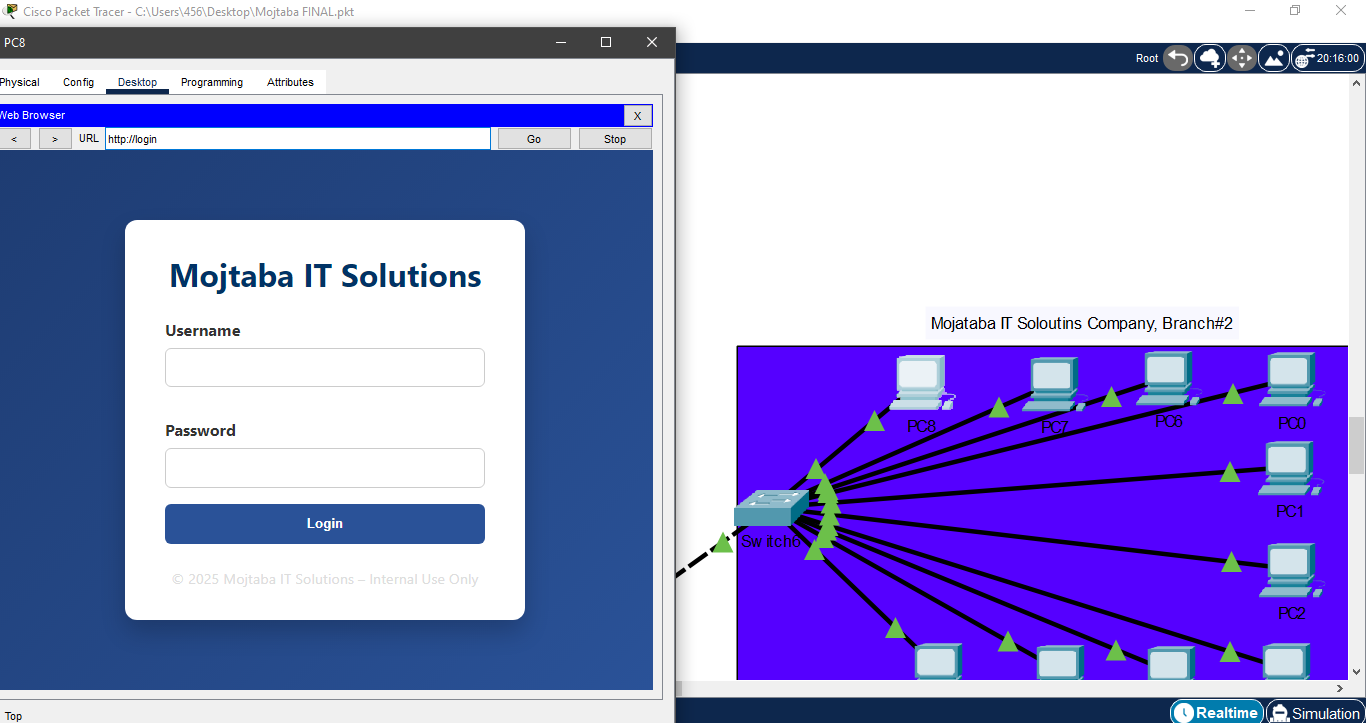 Cisco Packet Tracer - C:\Users\456\Desktop\Mojtaba FINAL.pkt
PC8
Physical Config Desktop Programming Attributes
Web Browser X
< > URL http://login Go Stop
Mojtaba IT Solutions
Username
Password
Login
© 2025 Mojtaba IT Solutions – Internal Use Only
Top
Root 20:16:00
Mojataba IT Soloutins Company, Branch#2
PC8
PC7
PC6
PC0
PC1
Switch6
PC2
Realtime Simulation